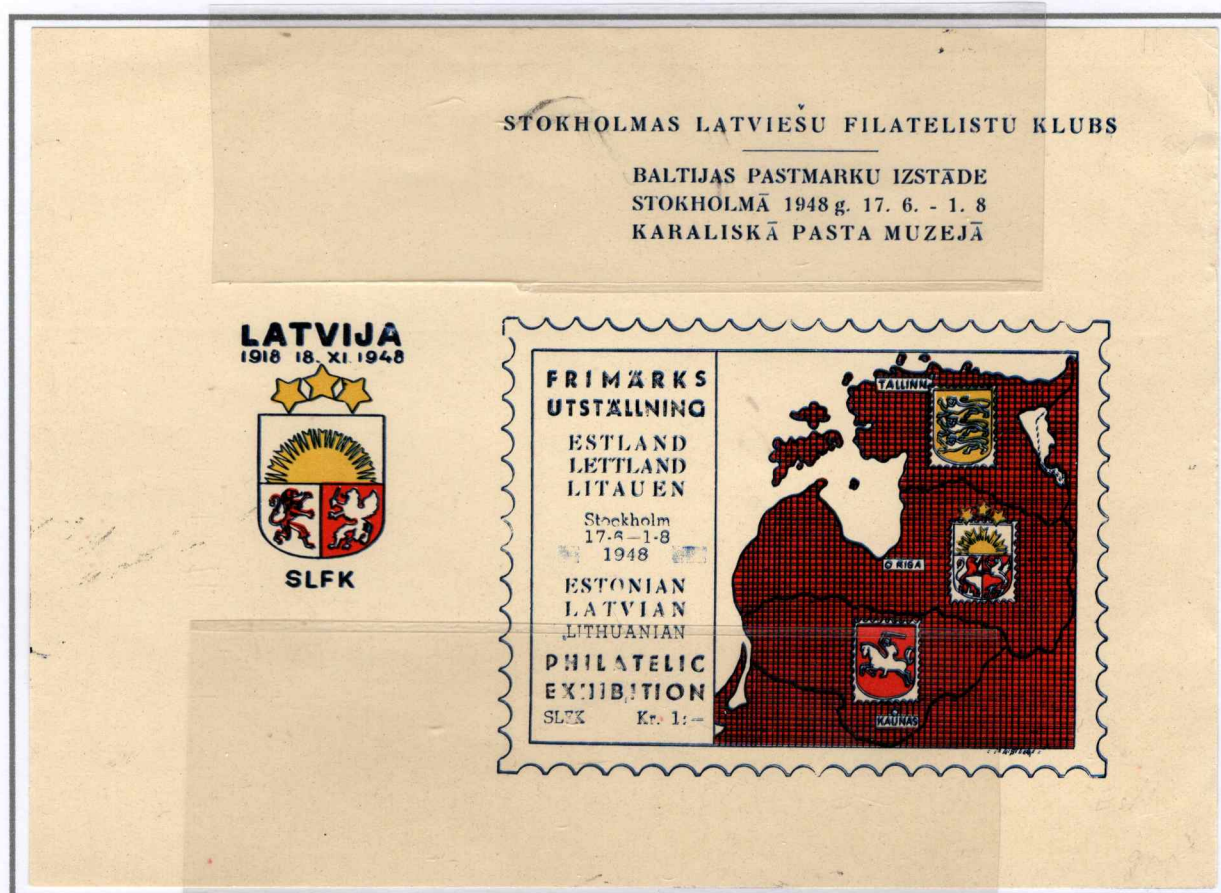 STOKHOLMAS LATVIEŠU FILATELISTU KLUBS
BALTIJAS PASTMARKU IZSTĀDE
STOKHOLMĀ 1948 g. 17. 6. - 1. 8
KARALISKĀ PASTA MUZEJĀ
LATVIJA
1918 18. XI. 1948
SLFK
FRIMÄRKS
UTSTÄLLNING
ESTLAND
LETTLAND
LITAUEN
Stockholm
17-6—1-8
1948
ESTONIAN
LATVIAN
LITHUANIAN
PHILATELIC
EXHIBITION
SLFK Kr. 1:—
TALLINN
RIGA
KAUNAS